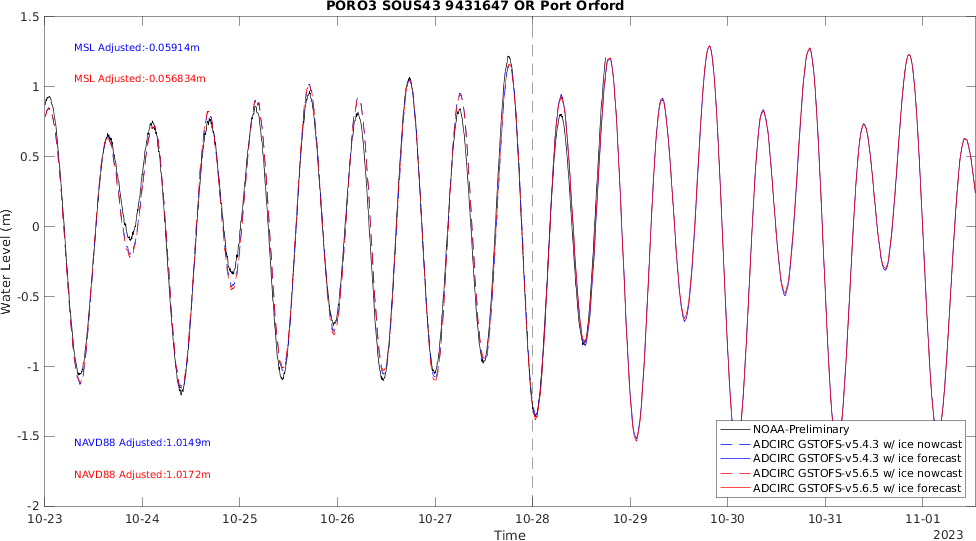 PORO3 SOUS43 9431647 OR Port Orford
1.5
1
0.5
0
-0.5
-1
-1.5
-2
Water Level (m)
MSL Adjusted:-0.05914m
MSL Adjusted:-0.056834m
NAVD88 Adjusted:1.0149m
NAVD88 Adjusted:1.0172m
NOAA-Preliminary
ADCIRC GSTOFS-v5.4.3 w/ ice nowcast
ADCIRC GSTOFS-v5.4.3 w/ ice forecast
ADCIRC GSTOFS-v5.6.5 w/ ice nowcast
ADCIRC GSTOFS-v5.6.5 w/ ice forecast
10-23 10-24 10-25 10-26 10-27 10-28 10-29 10-30 10-31 11-01
Time
2023